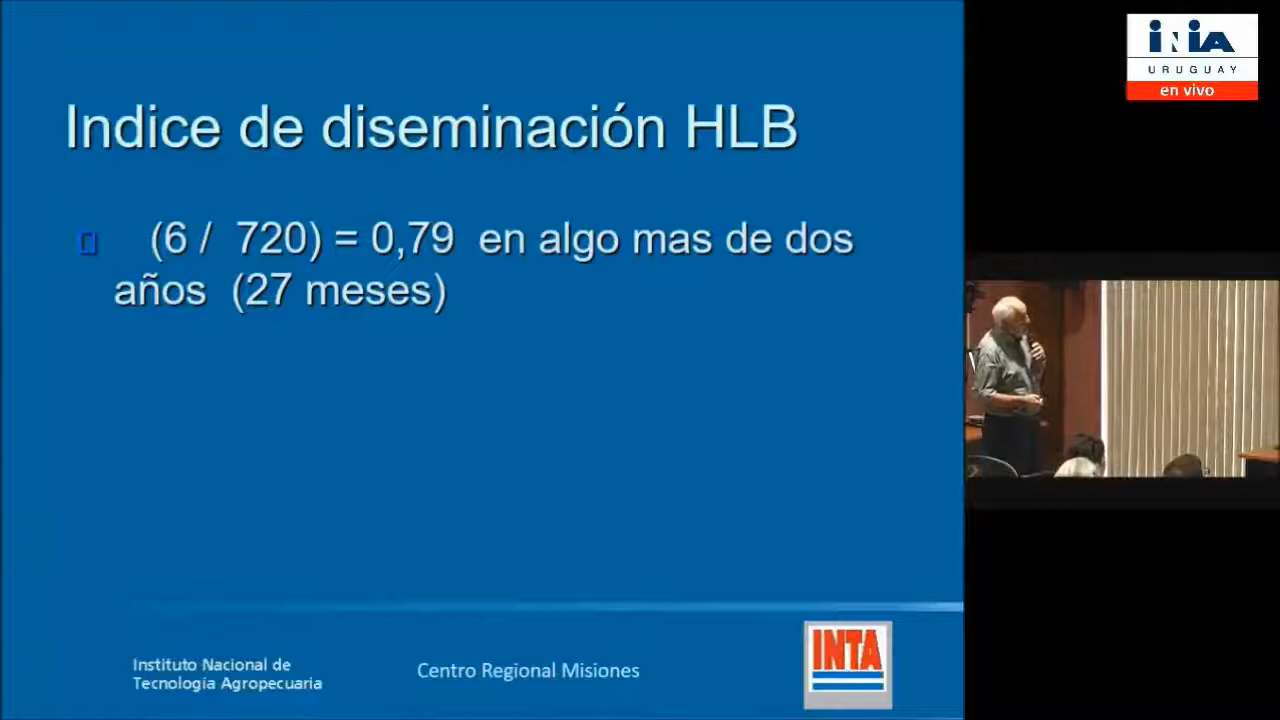 Indice de diseminación HLB
(6 / 720) = 0,79 en algo mas de dos
años (27 meses)
Instituto Nacional de
Tecnología Agropecuaria
Centro Regional Misiones
INTA
INIA
URUGUAY
en vivo